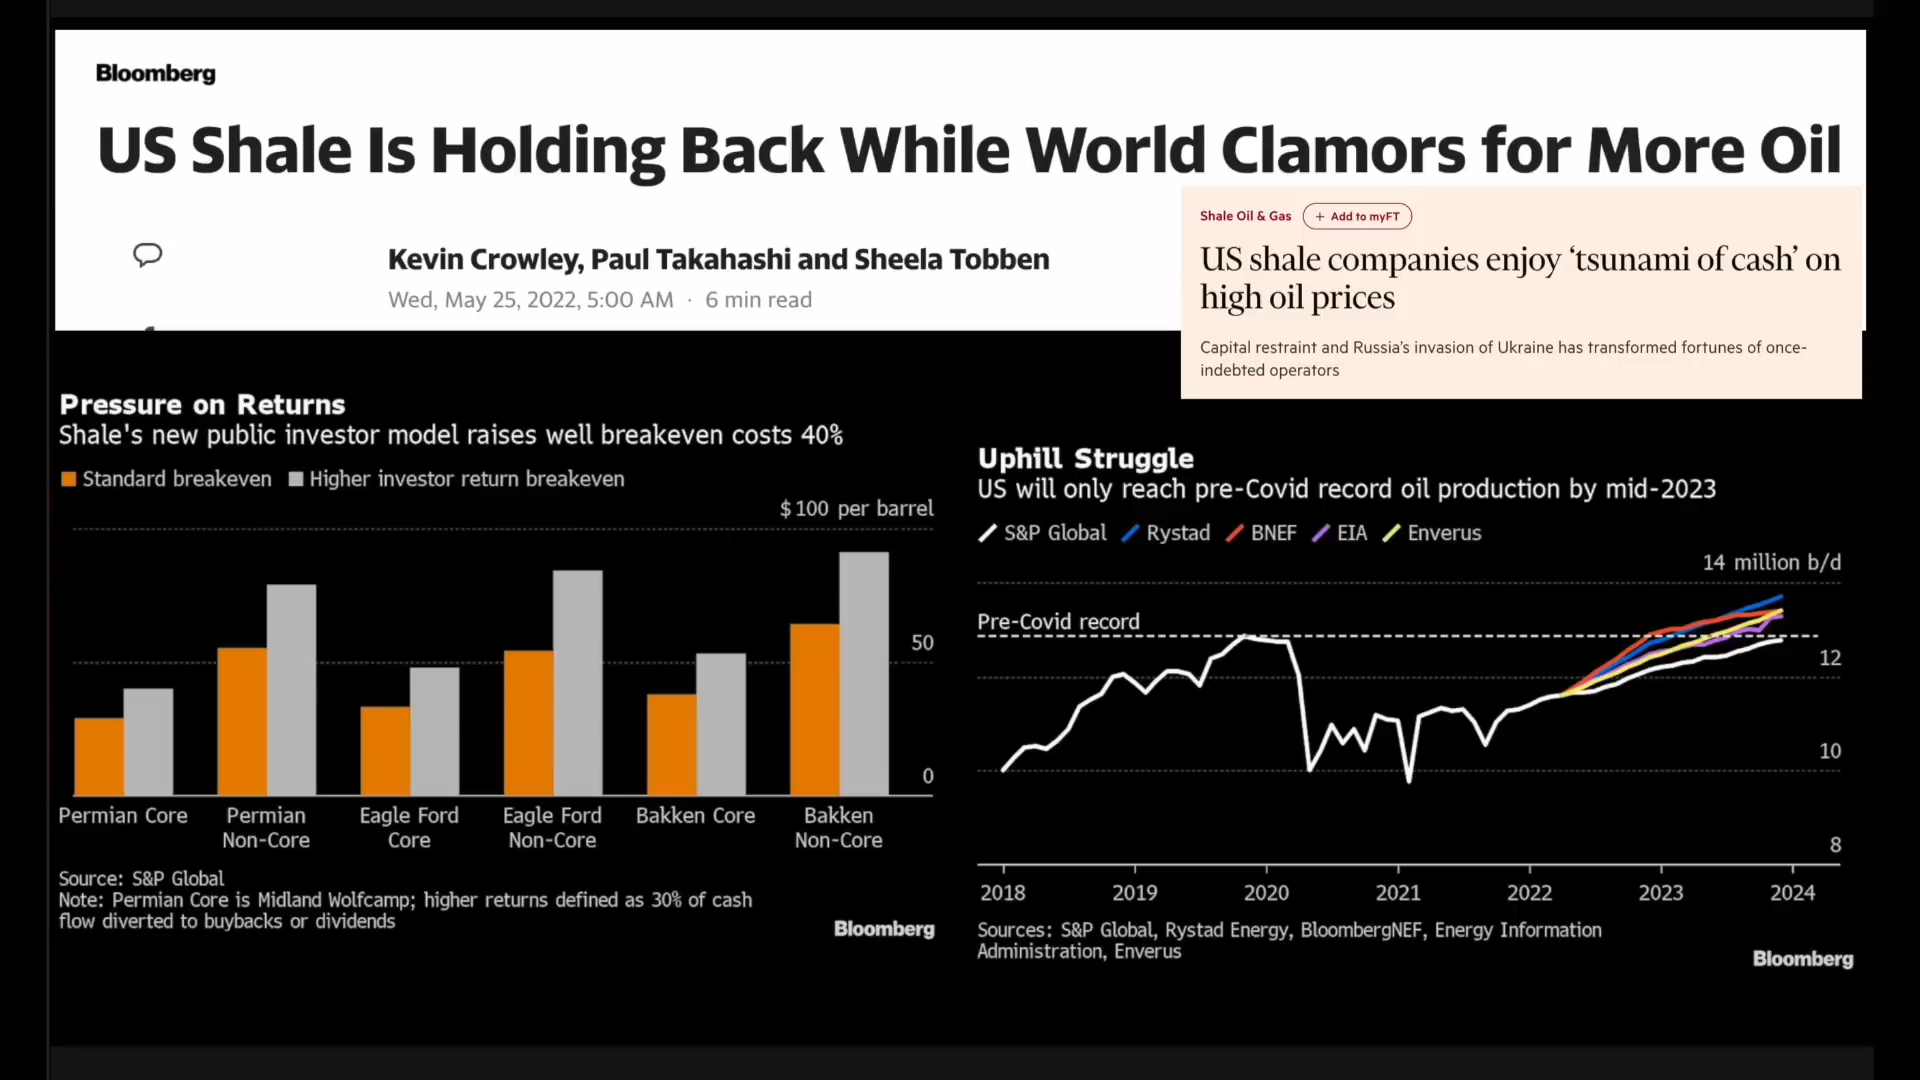 Bloomberg
US Shale Is Holding Back While World Clamors for More Oil
Kevin Crowley, Paul Takahashi and Sheela Tobben
Wed, May 25, 2022, 5:00 AM · 6 min read
Shale Oil & Gas + Add to myFT
US shale companies enjoy ‘tsunami of cash’ on
high oil prices
Capital restraint and Russia’s invasion of Ukraine has transformed fortunes of once-
indebted operators
Pressure on Returns
Shale's new public investor model raises well breakeven costs 40%
Standard breakeven Higher investor return breakeven
$100 per barrel
50
0
Permian Core Permian Eagle Ford Eagle Ford Bakken Core Bakken
Non-Core Core Non-Core Non-Core
Source: S&P Global
Note: Permian Core is Midland Wolfcamp; higher returns defined as 30% of cash
flow diverted to buybacks or dividends
Bloomberg
Uphill Struggle
US will only reach pre-Covid record oil production by mid-2023
S&P Global Rystad BNEF EIA Enverus
14 million b/d
Pre-Covid record
12
10
8
2018 2019 2020 2021 2022 2023 2024
Sources: S&P Global, Rystad Energy, BloombergNEF, Energy Information
Administration, Enverus
Bloomberg